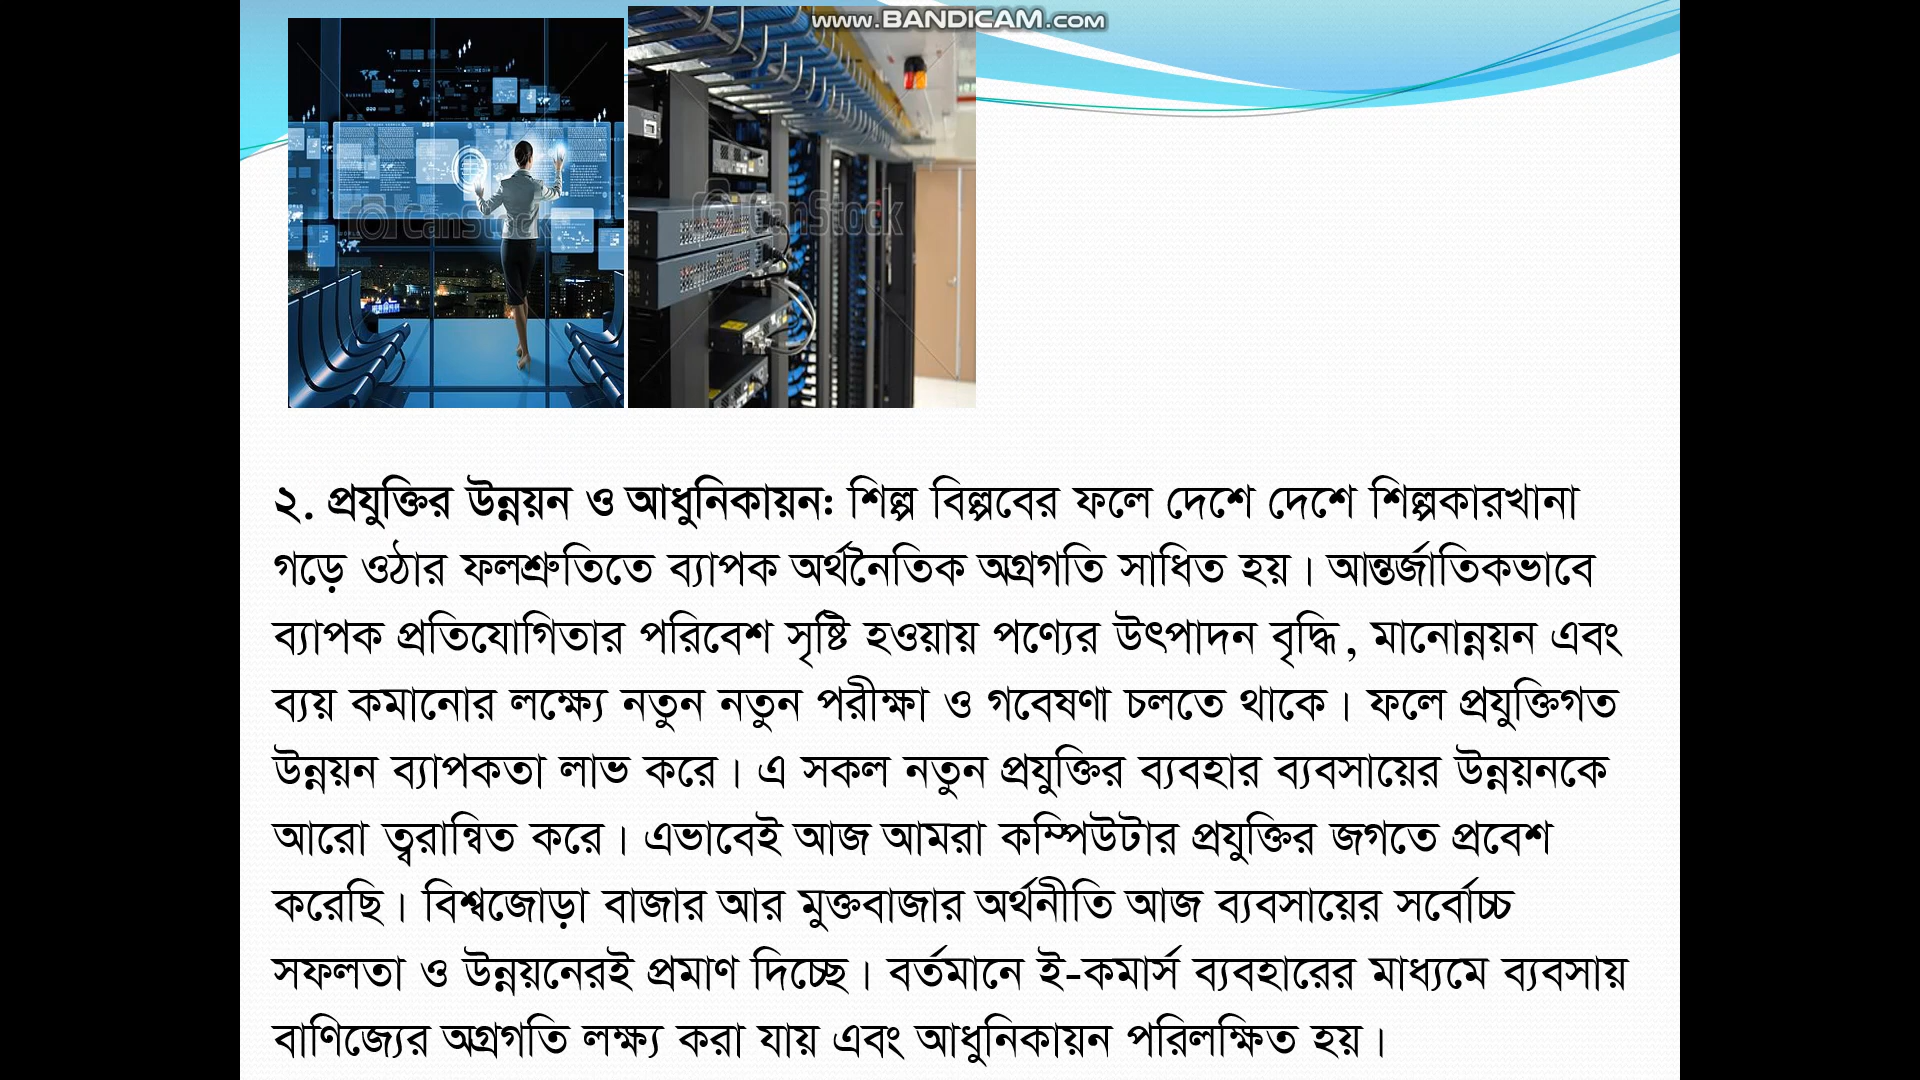 www.BANDICAM.com
CanStock
CanStock
২. প্রযুক্তির উন্নয়ন ও আধুনিকায়ন: শিল্প বিল্পবের ফলে দেশে দেশে শিল্পকারখানা
গড়ে ওঠার ফলশ্রুতিতে ব্যাপক অর্থনৈতিক অগ্রগতি সাধিত হয়। আন্তর্জাতিকভাবে
ব্যাপক প্রতিযোগিতার পরিবেশ সৃষ্টি হওয়ায় পণ্যের উৎপাদন বৃদ্ধি, মানোন্নয়ন এবং
ব্যয় কমানোর লক্ষ্যে নতুন নতুন পরীক্ষা ও গবেষণা চলতে থাকে। ফলে প্রযুক্তিগত
উন্নয়ন ব্যাপকতা লাভ করে। এ সকল নতুন প্রযুক্তির ব্যবহার ব্যবসায়ের উন্নয়নকে
আরো ত্বরান্বিত করে। এভাবেই আজ আমরা কম্পিউটার প্রযুক্তির জগতে প্রবেশ
করেছি। বিশ্বজোড়া বাজার আর মুক্তবাজার অর্থনীতি আজ ব্যবসায়ের সর্বোচ্চ
সফলতা ও উন্নয়নেরই প্রমাণ দিচ্ছে। বর্তমানে ই-কমার্স ব্যবহারের মাধ্যমে ব্যবসায়
বাণিজ্যের অগ্রগতি লক্ষ্য করা যায় এবং আধুনিকায়ন পরিলক্ষিত হয়।